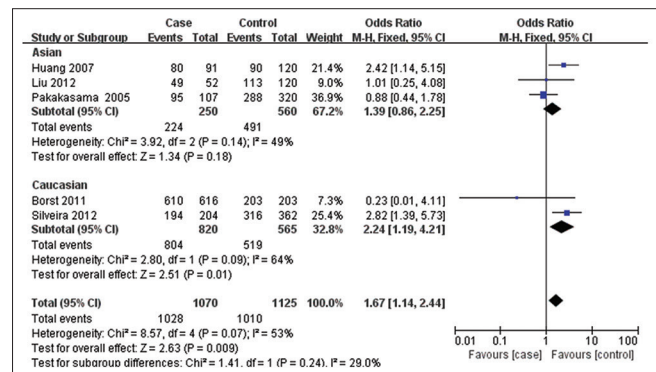 Case Control Odds Ratio Odds Ratio
Study or Subgroup Events Total Events Total Weight M-H, Fixed, 95% CI M-H, Fixed, 95% CI
Asian
Huang 2007 80 91 90 120 21.4% 2.42 [1.14, 5.15]
Liu 2012 49 52 113 120 9.0% 1.01 [0.25, 4.08]
Pakakasama 2005 95 107 288 320 36.9% 0.88 [0.44, 1.78]
Subtotal (95% CI) 250 560 67.2% 1.39 [0.86, 2.25]
Total events 224 491
Heterogeneity: Chi² = 3.92, df = 2 (P = 0.14); I² = 49%
Test for overall effect: Z = 1.34 (P = 0.18)
Caucasian
Borst 2011 610 616 203 203 7.3% 0.23 [0.01, 4.11]
Silveira 2012 194 204 316 362 25.4% 2.82 [1.39, 5.73]
Subtotal (95% CI) 820 565 32.8% 2.24 [1.19, 4.21]
Total events 804 519
Heterogeneity: Chi² = 2.80, df = 1 (P = 0.09); I² = 64%
Test for overall effect: Z = 2.51 (P = 0.01)
Total (95% CI) 1070 1125 100.0% 1.67 [1.14, 2.44]
Total events 1028 1010
Heterogeneity: Chi² = 8.57, df = 4 (P = 0.07); I² = 53%
Test for overall effect: Z = 2.63 (P = 0.009)
Test for subgroup differences: Chi² = 1.41, df = 1 (P = 0.24), I² = 29.0%
0.01 0.1 1 10 100
Favours [case] Favours [control]